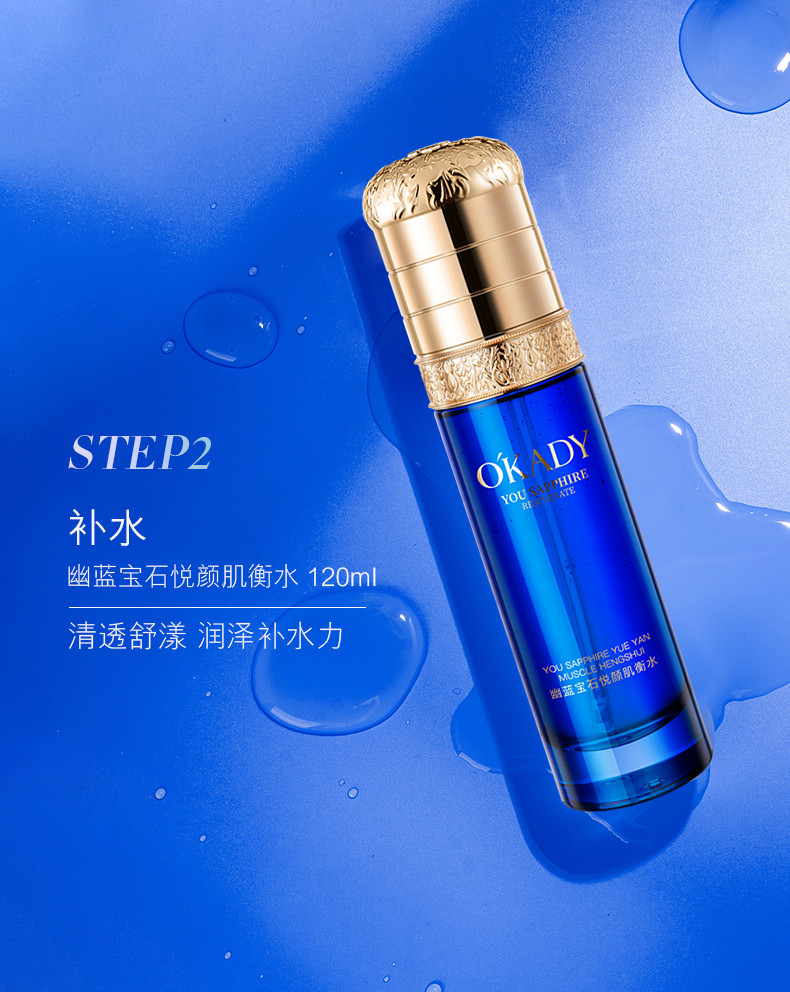 STEP2
补水
幽蓝宝石悦颜肌衡水 120ml
清透舒漾 润泽补水力
O'KADY
YOU SAPPHIRE
YOU SAPPHIRE YUE YAN
MUSCLE HENGSHUI
幽蓝宝石悦颜肌衡水